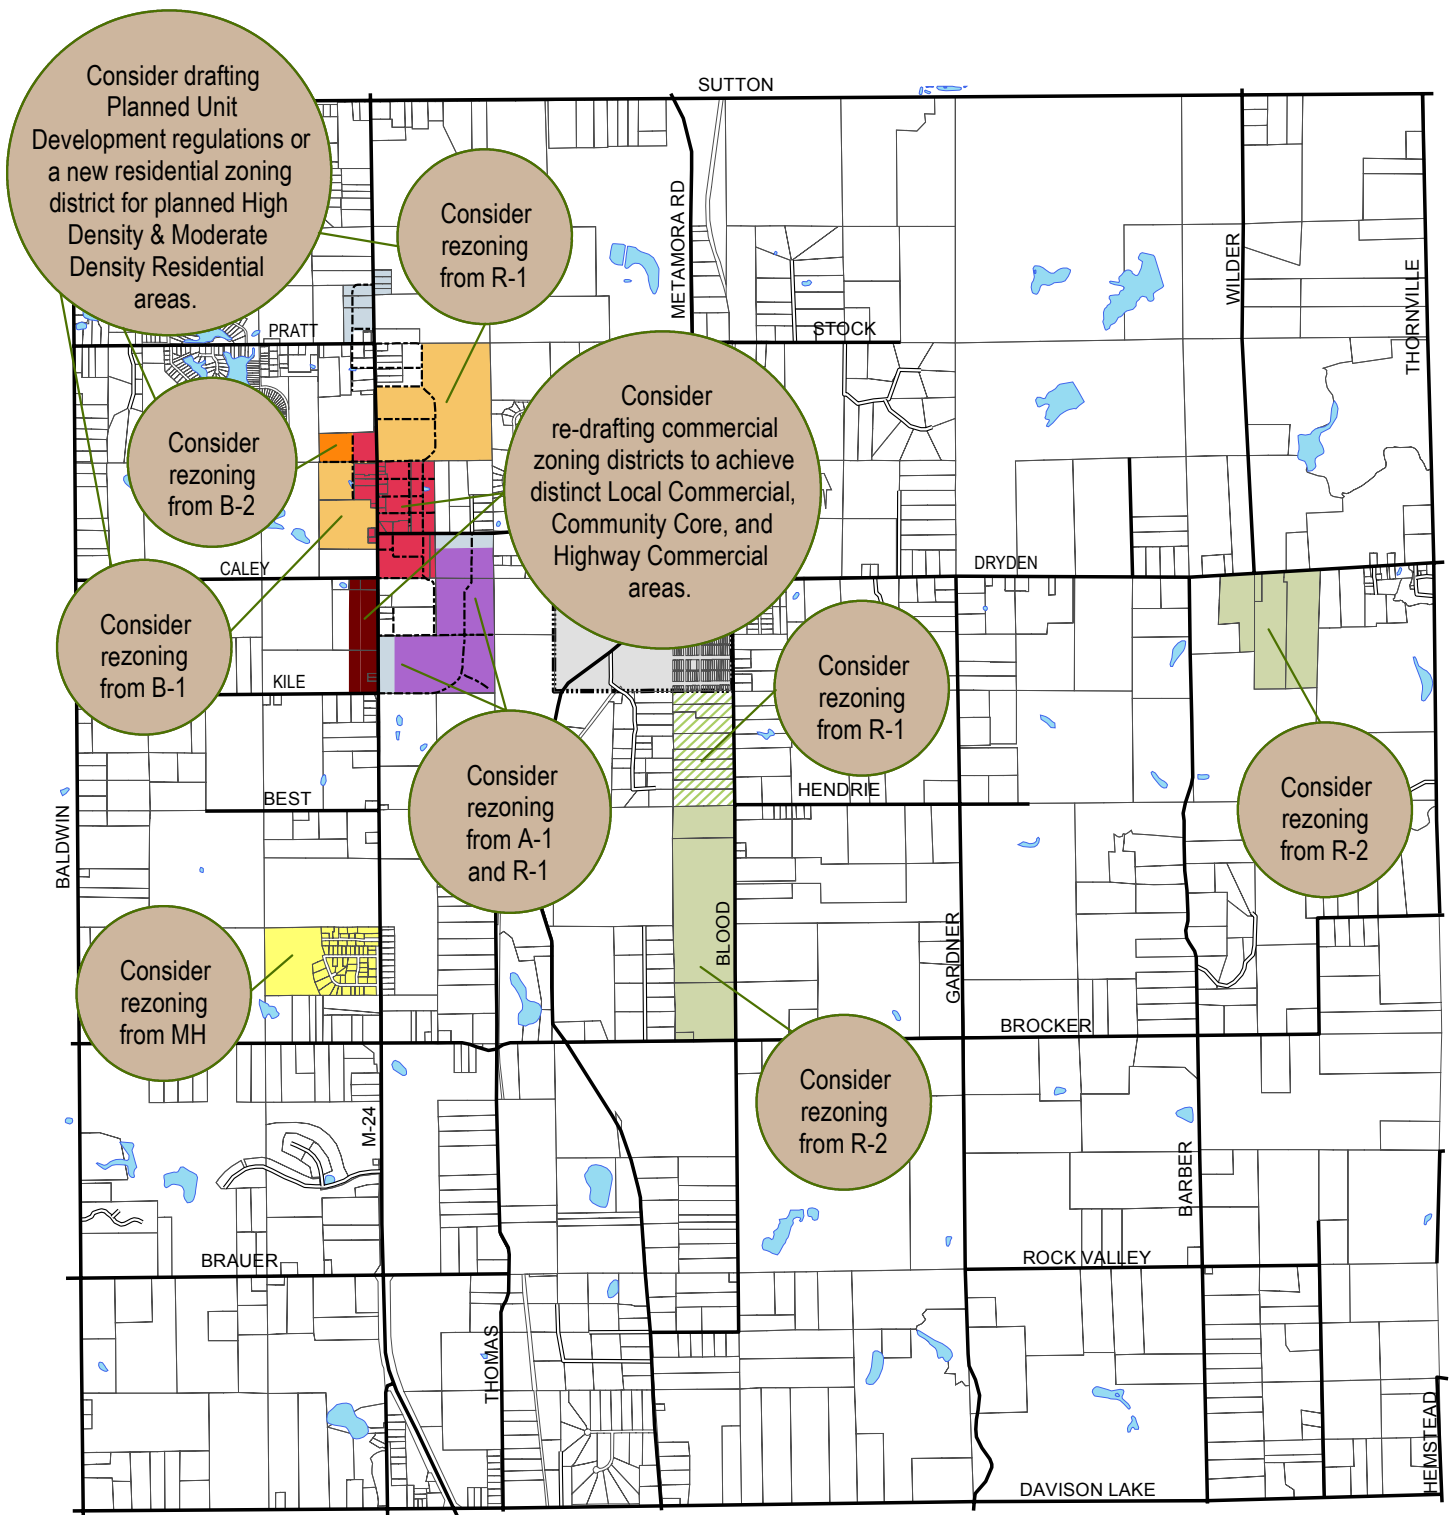 Consider drafting
Planned Unit
Development regulations or
a new residential zoning
district for planned High
Density & Moderate
Density Residential
areas.
SUTTON
Consider
rezoning
from R-1
METAMORA RD
WILDER
THORNVILLE
PRATT
STOCK
Consider
re-drafting commercial
zoning districts to achieve
distinct Local Commercial,
Community Core, and
Highway Commercial
areas.
Consider
rezoning
from B-2
CALEY
DRYDEN
Consider
rezoning
from B-1
KILE
Consider
rezoning
from R-1
Consider
rezoning
from A-1
and R-1
BEST
HENDRIE
Consider
rezoning
from R-2
BALDWIN
BLOOD
GARDNER
Consider
rezoning
from MH
BROCKER
Consider
rezoning
from R-2
M-24
BARBER
BRAUER
ROCK VALLEY
THOMAS
HEMSTEAD
DAVISON LAKE